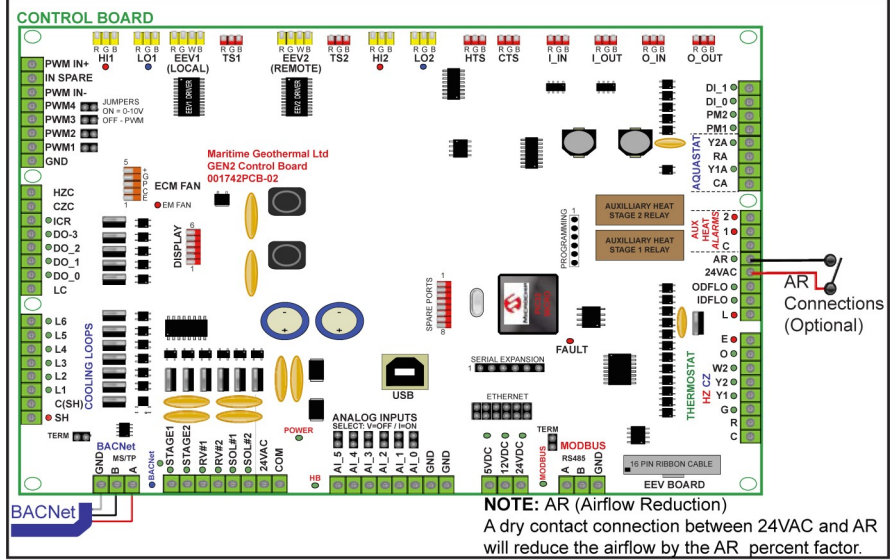 CONTROL BOARD
R G B
HI1
R G B
LO1
R G W B
EEV1
(LOCAL)
R G B
TS1
R G W B
EEV2
(REMOTE)
R G B
TS2
R G B
HI2
R G B
LO2
R G B
HTS
R G B
CTS
R G B
I_IN
R G B
I_OUT
R G B
O_IN
R G B
O_OUT
EEV1 DRIVER
EEV2 DRIVER
PWM IN+
IN SPARE
PWM IN-
PWM4
PWM3
PWM2
PWM1
GND
JUMPERS
ON = 0-10V
OFF - PWM
Maritime Geothermal Ltd
GEN2 Control Board
001742PCB-02
5
+
G
P
C
E
1
ECM FAN
EM FAN
6
DISPLAY
1
HZC
CZC
ICR
DO-3
DO_2
DO_1
DO_0
LC
L6
L5
L4
L3
L2
L1
C(SH)
SH
COOLING LOOPS
TERM
BACNet
MS/TP
GND
B
A
BACNet
BACNet
STAGE1
STAGE2
RV#1
RV#2
SOL#1
SOL#2
24VAC
COM
POWER
HB
- +
+ -
USB
ANALOG INPUTS
SELECT: V=OFF / I=ON
AI_5
AI_4
AI_3
AI_2
AI_1
AI_0
GND
GND
SPARE PORTS
1
8
MICROCHIP
PROGRAMMING
1
FAULT
SERIAL EXPANSION
1
ETHERNET
5VDC
12VDC
24VDC
MODBUS
TERM
MODBUS
RS485
A
B
GND
16 PIN RIBBON CABLE
EEV BOARD
AUXILLIARY HEAT
STAGE 2 RELAY
AUXILLIARY HEAT
STAGE 1 RELAY
DI_1
DI_0
PM2
PM1
Y2A
RA
Y1A
CA
AQUASTAT
2
1
C
AUX
HEAT
ALARMS
AR
24VAC
ODFLO
IDFLO
L
E
O
W2
Y2
Y1
G
R
C
THERMOSTAT
HZ CZ
AR
Connections
(Optional)
NOTE: AR (Airflow Reduction)
A dry contact connection between 24VAC and AR
will reduce the airflow by the AR percent factor.